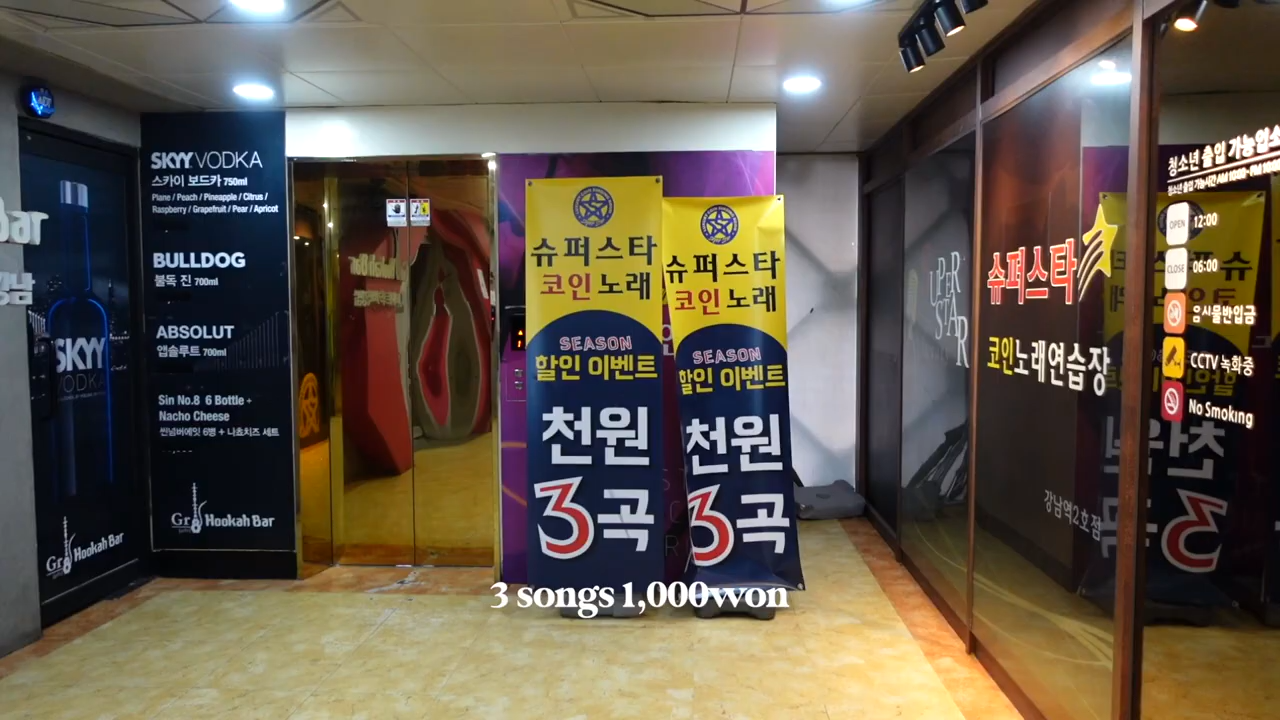 Bar
SKYY
VODKA
Gr Hookah Bar
SKYY VODKA
스카이 보드카 750ml
Plane / Peach / Pineapple / Citrus /
Raspberry / Grapefruit / Pear / Apricot
BULLDOG
불독 진 700ml
ABSOLUT
앱솔루트 700ml
Sin No.8 6 Bottle +
Nacho Cheese
씬넘버에잇 6병 + 나쵸치즈 세트
Gr Hookah Bar
슈퍼스타
코인 노래
SEASON
할인 이벤트
천원
3곡
슈퍼스타
코인 노래
SEASON
할인 이벤트
천원
3곡
UPER
STAR
슈퍼스타
코인노래연습장
강남역2호점
청소년 출입 가능업소
OPEN 12:00
CLOSE 06:00
음식물반입금
CCTV 녹화중
No Smoking
3 songs 1,000won